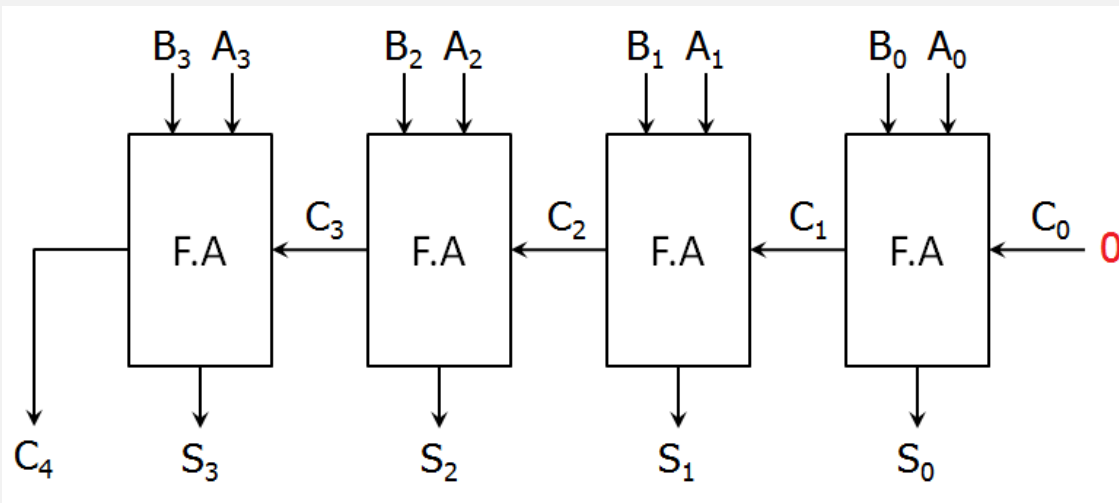 B₃ A₃ B₂ A₂ B₁ A₁ B₀ A₀
C₃ C₂ C₁ C₀
F.A F.A F.A F.A 0
C₄ S₃ S₂ S₁ S₀